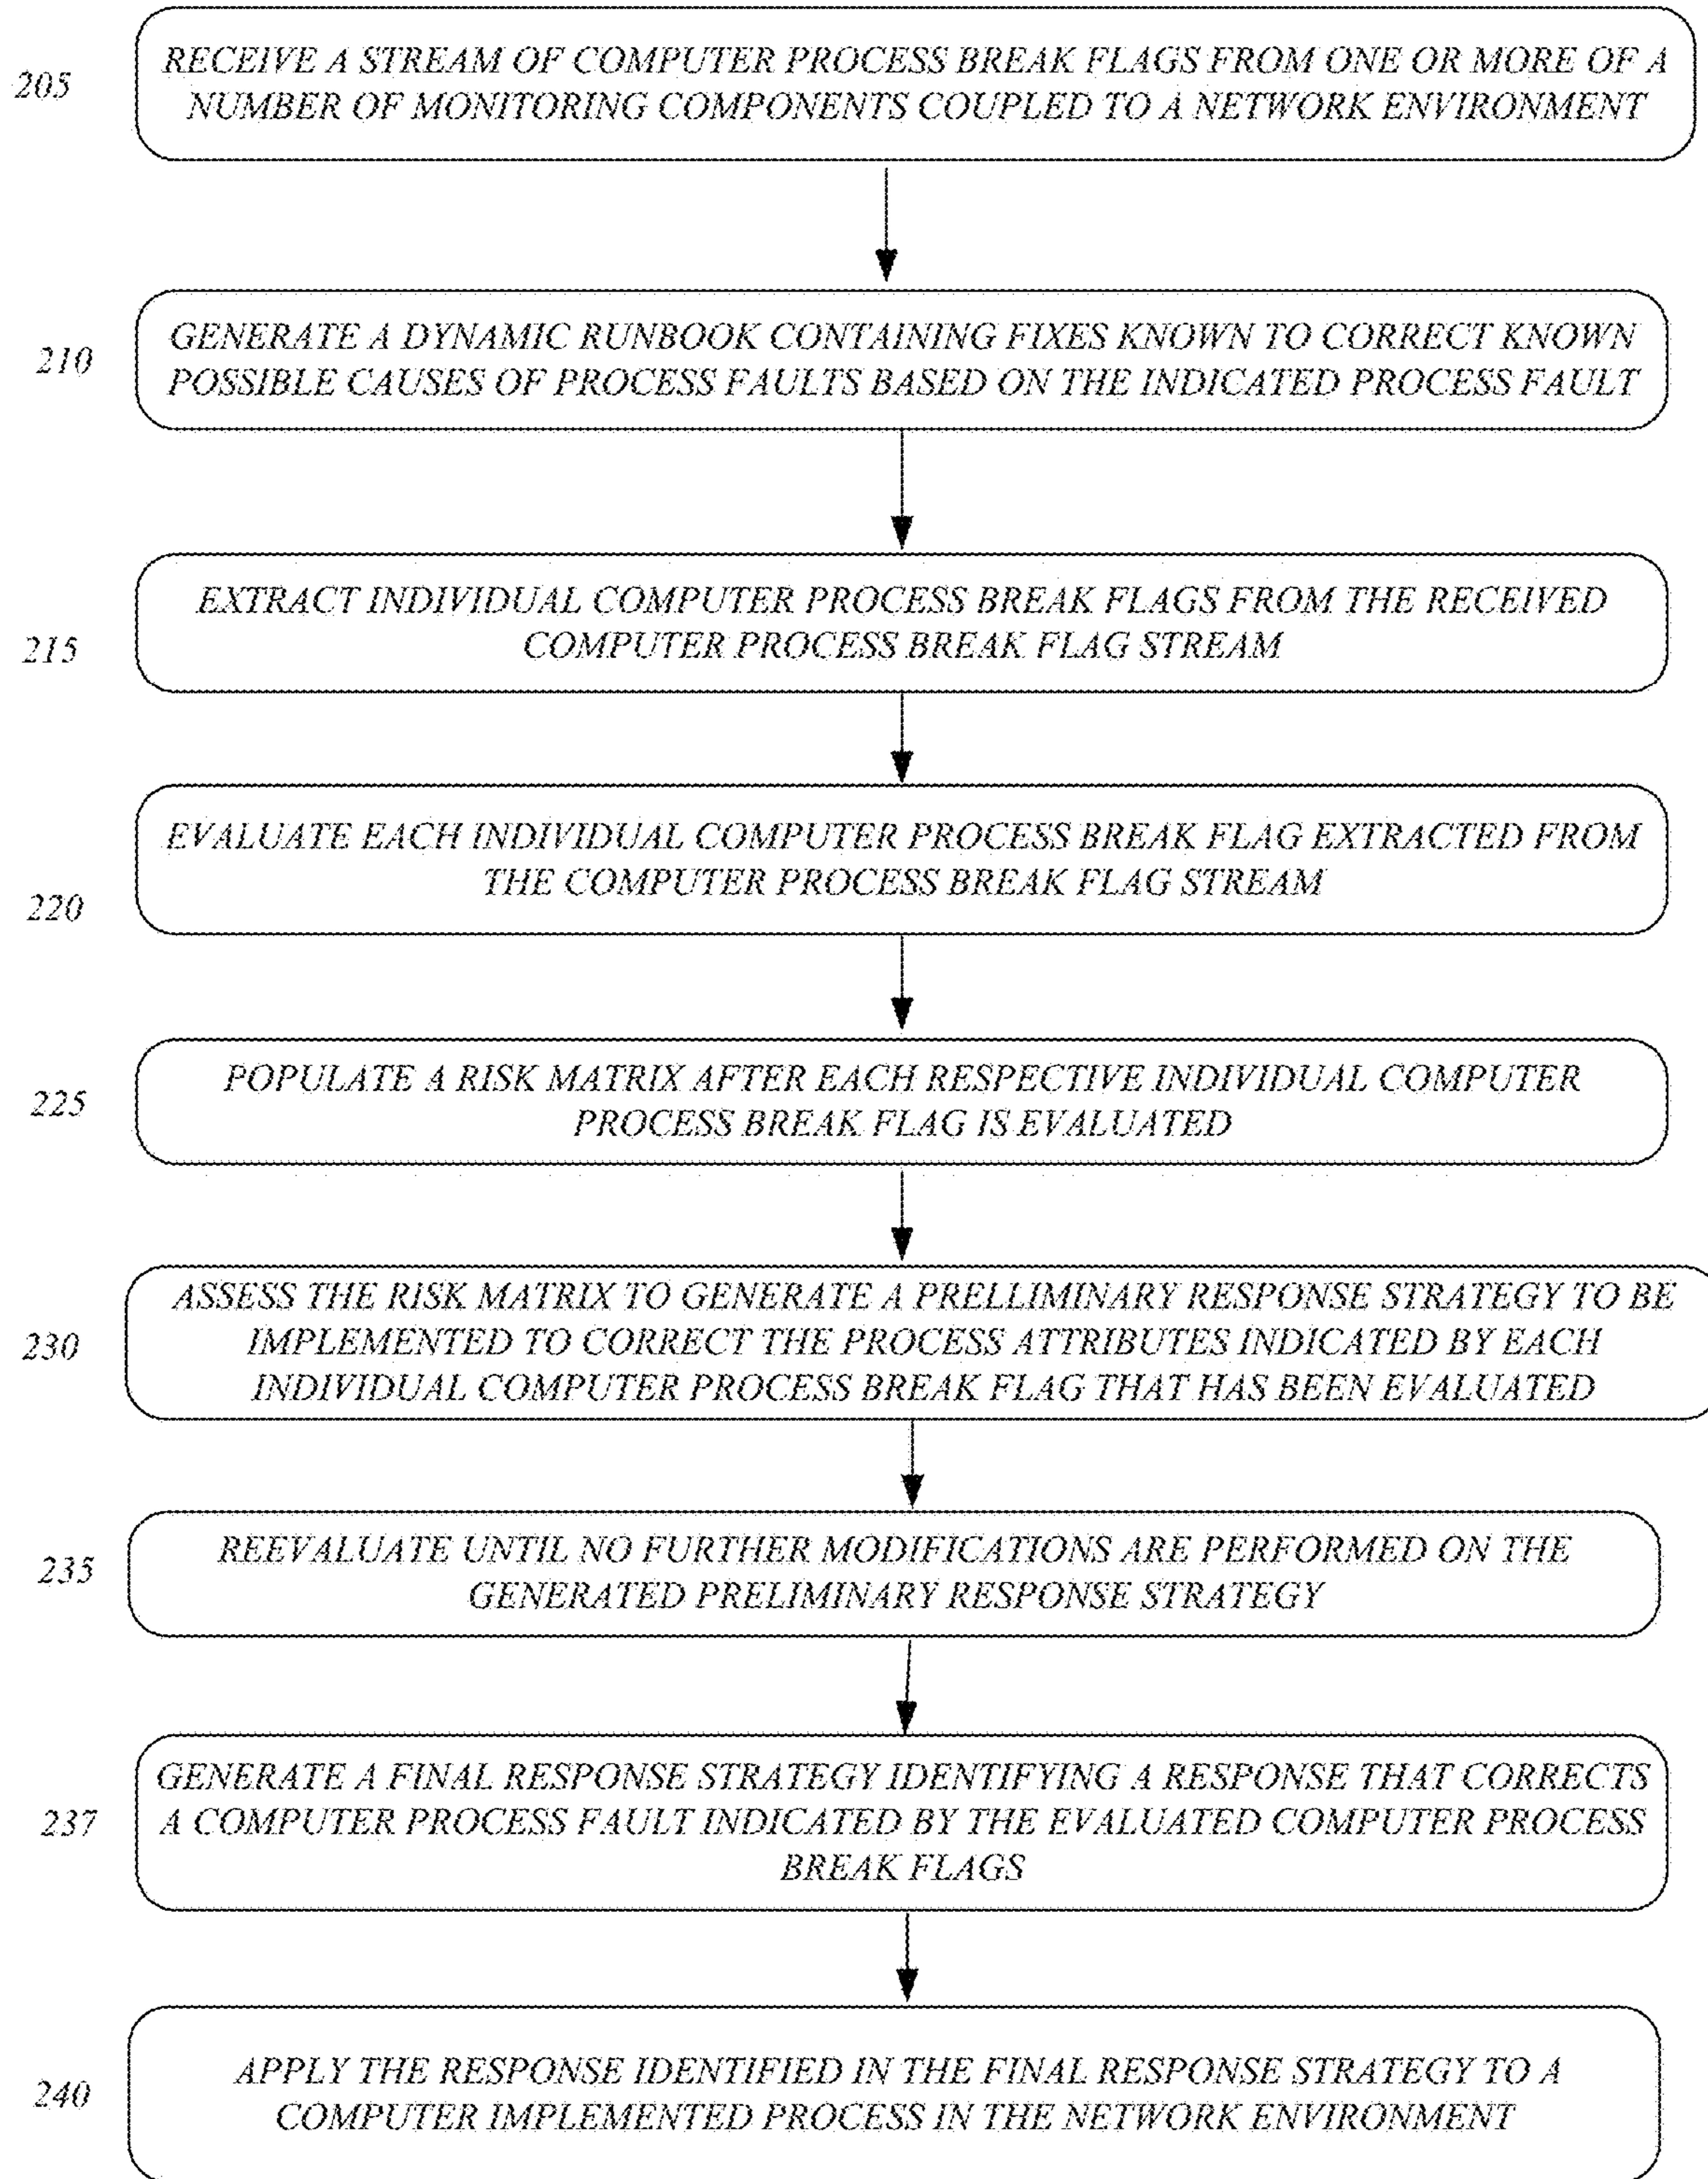 205
RECEIVE A STREAM OF COMPUTER PROCESS BREAK FLAGS FROM ONE OR MORE OF A
NUMBER OF MONITORING COMPONENTS COUPLED TO A NETWORK ENVIRONMENT
210
GENERATE A DYNAMIC RUNBOOK CONTAINING FIXES KNOWN TO CORRECT KNOWN
POSSIBLE CAUSES OF PROCESS FAULTS BASED ON THE INDICATED PROCESS FAULT
215
EXTRACT INDIVIDUAL COMPUTER PROCESS BREAK FLAGS FROM THE RECEIVED
COMPUTER PROCESS BREAK FLAG STREAM
220
EVALUATE EACH INDIVIDUAL COMPUTER PROCESS BREAK FLAG EXTRACTED FROM
THE COMPUTER PROCESS BREAK FLAG STREAM
225
POPULATE A RISK MATRIX AFTER EACH RESPECTIVE INDIVIDUAL COMPUTER
PROCESS BREAK FLAG IS EVALUATED
230
ASSESS THE RISK MATRIX TO GENERATE A PRELLIMINARY RESPONSE STRATEGY TO BE
IMPLEMENTED TO CORRECT THE PROCESS ATTRIBUTES INDICATED BY EACH
INDIVIDUAL COMPUTER PROCESS BREAK FLAG THAT HAS BEEN EVALUATED
235
REEVALUATE UNTIL NO FURTHER MODIFICATIONS ARE PERFORMED ON THE
GENERATED PRELIMINARY RESPONSE STRATEGY
237
GENERATE A FINAL RESPONSE STRATEGY IDENTIFYING A RESPONSE THAT CORRECTS
A COMPUTER PROCESS FAULT INDICATED BY THE EVALUATED COMPUTER PROCESS
BREAK FLAGS
240
APPLY THE RESPONSE IDENTIFIED IN THE FINAL RESPONSE STRATEGY TO A
COMPUTER IMPLEMENTED PROCESS IN THE NETWORK ENVIRONMENT